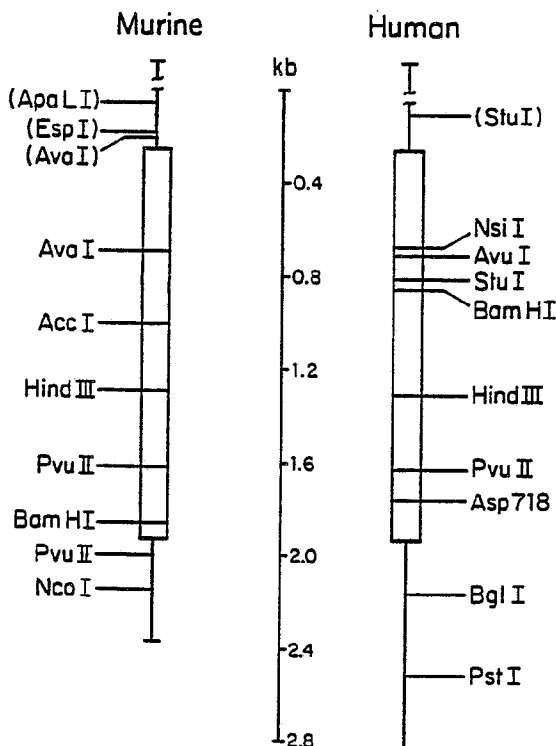 Murine
Human
kb
(ApaLI)
(EspI)
(AvaI)
AvaI
AccI
HindIII
PvuII
BamHI
PvuII
NcoI
-0.4
-0.8
-1.2
-1.6
-2.0
-2.4
2.8
(StuI)
NsiI
AvuI
StuI
BamHI
HindIII
PvuII
Asp718
BglI
PstI